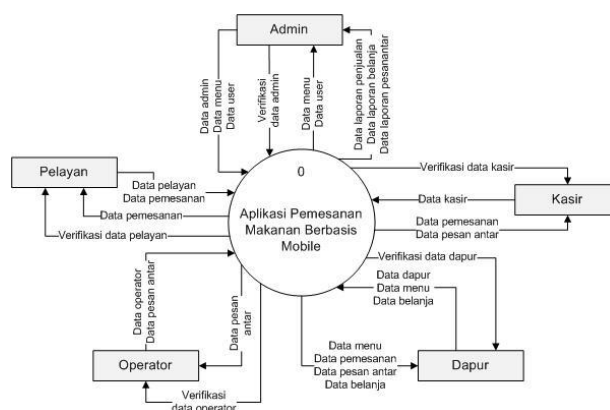 Admin
Data admin
Data menu
Data user
Verifikasi
data admin
Data menu
Data user
Data laporan penjualan
Data laporan belanja
Data laporan pesanantar
0
Aplikasi Pemesanan
Makanan Berbasis
Mobile
Pelayan
Data pelayan
Data pemesanan
Data pemesanan
Verifikasi data pelayan
Verifikasi data kasir
Data kasir
Kasir
Data pemesanan
Data pesan antar
Verifikasi data dapur
Data dapur
Data menu
Data belanja
Data operator
Data pesan antar
Data pesan
antar
Operator
Verifikasi
data operator
Data menu
Data pemesanan
Data pesan antar
Data belanja
Dapur